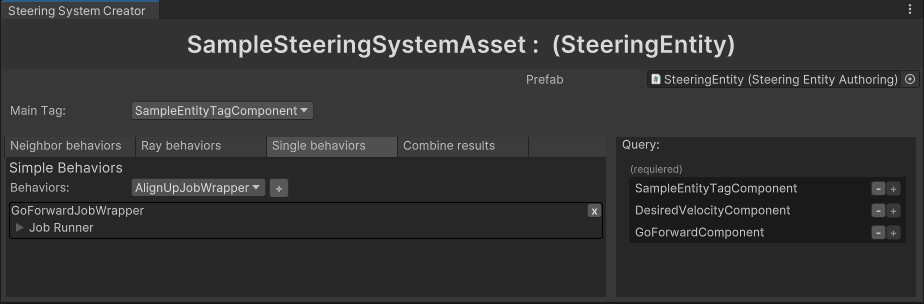 Steering System Creator
SampleSteeringSystemAsset :  (SteeringEntity)
Prefab
SteeringEntity (Steering Entity Authoring)
Main Tag:
SampleEntityTagComponent
Neighbor behaviors
Ray behaviors
Single behaviors
Combine results
Simple Behaviors
Behaviors:
AlignUpJobWrapper
+
GoForwardJobWrapper
x
Job Runner
Query:
(requiered)
SampleEntityTagComponent
- +
DesiredVelocityComponent
- +
GoForwardComponent
- +